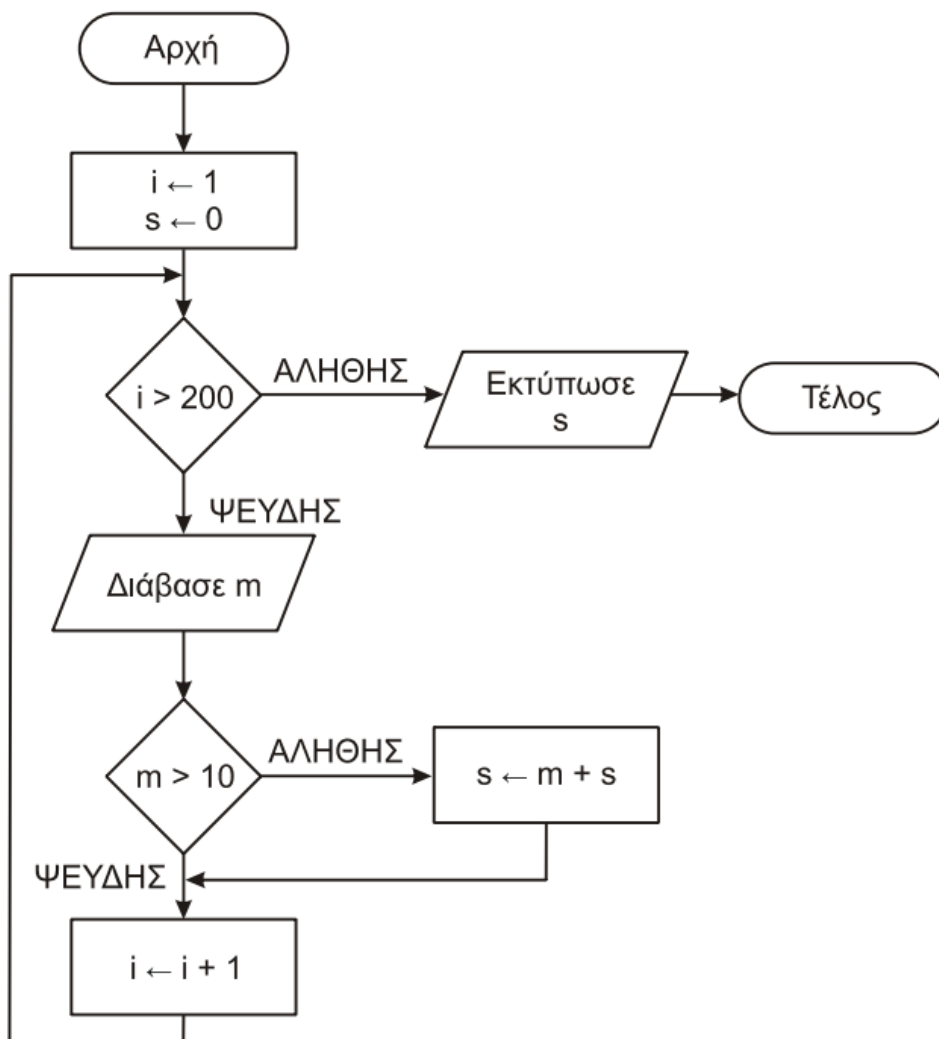 Αρχή
i ← 1
s ← 0
i > 200
ΑΛΗΘΗΣ
Εκτύπωσε
s
Τέλος
ΨΕΥΔΗΣ
Διάβασε m
m > 10
ΑΛΗΘΗΣ
s ← m + s
ΨΕΥΔΗΣ
i ← i + 1